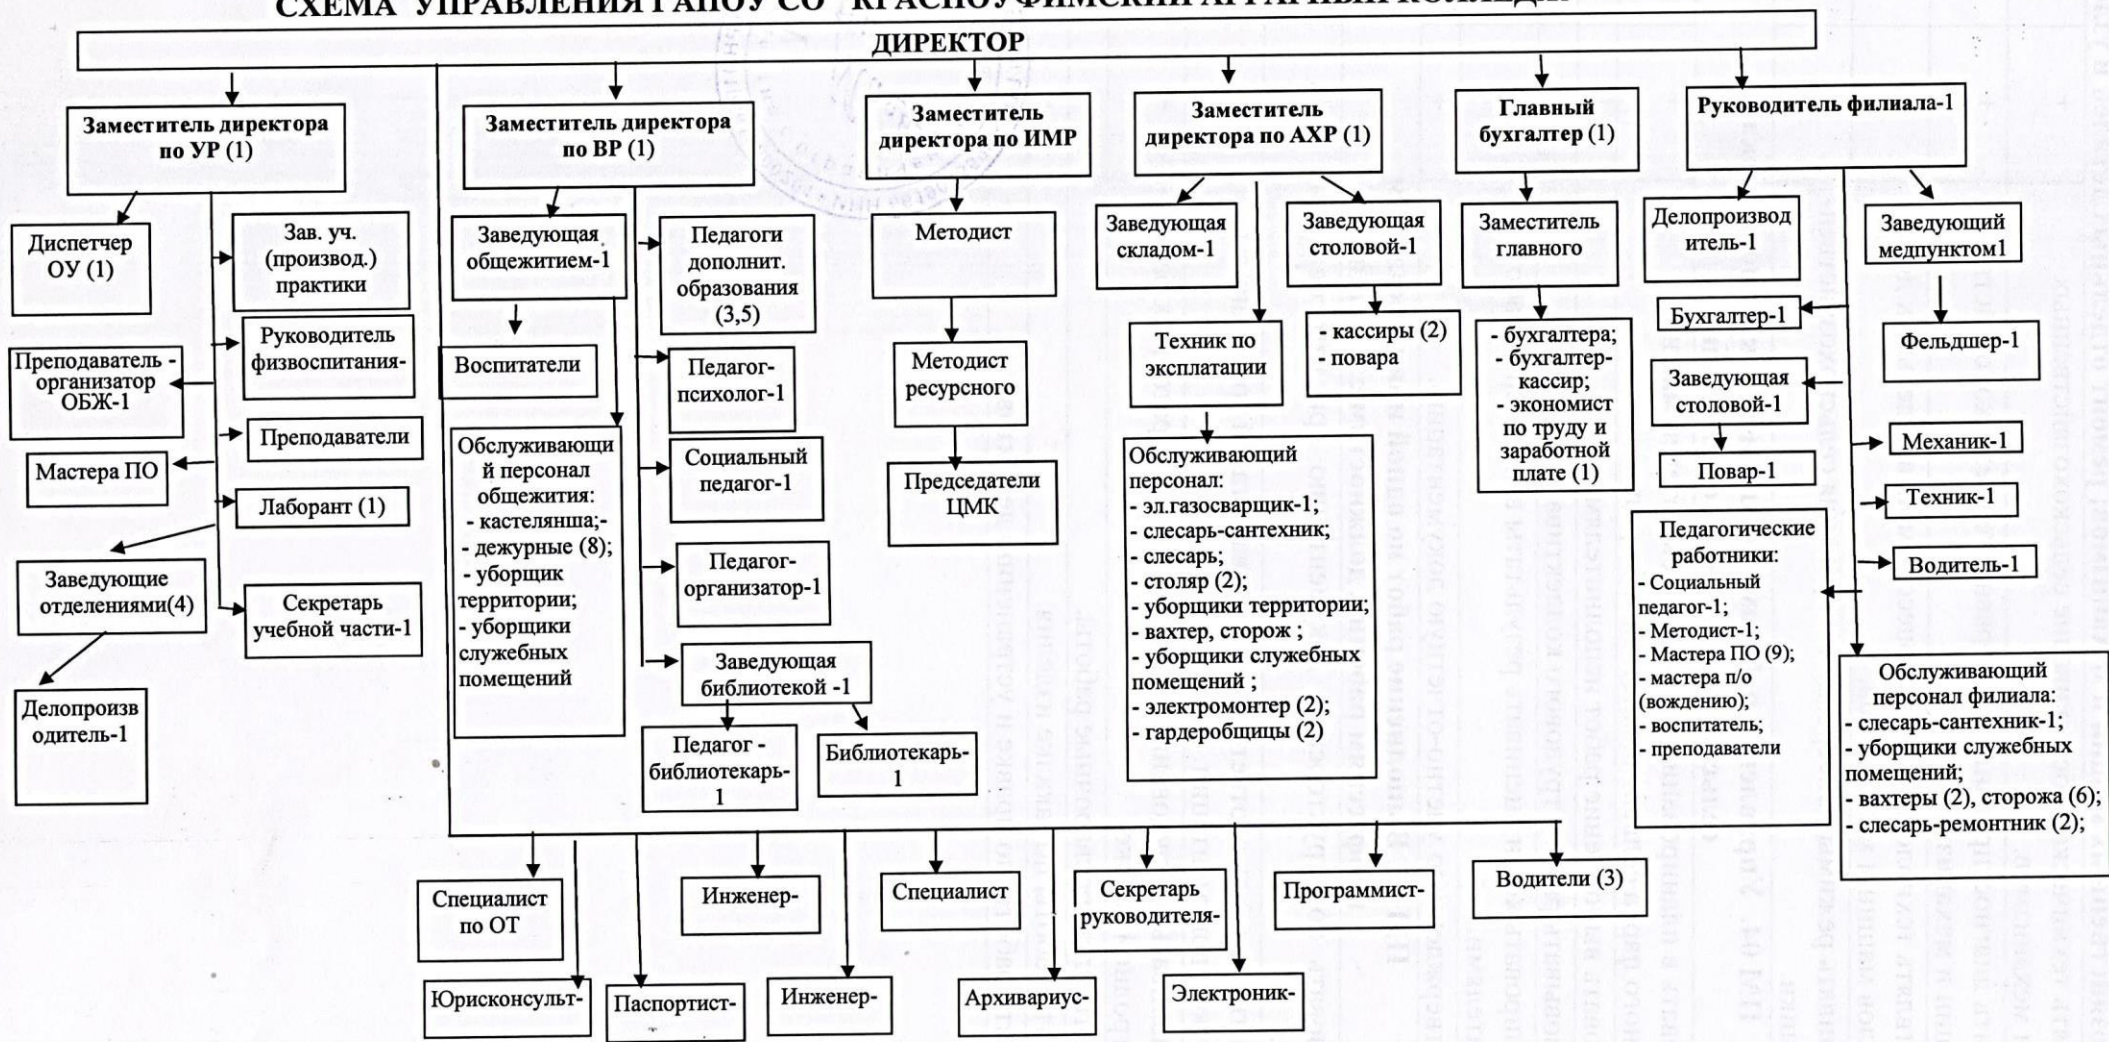 СХЕМА УПРАВЛЕНИЯ ГАПОУ СО "КРАСНОУФИМСКИЙ АГРАРНЫЙ КОЛЛЕДЖ"
ДИРЕКТОР
Заместитель директора
по УР (1)
Заместитель директора
по ВР (1)
Заместитель
директора по ИМР
Заместитель
директора по АХР (1)
Главный
бухгалтер (1)
Руководитель филиала-1
Диспетчер
ОУ (1)
Зав. уч.
(производ.)
практики
Преподаватель -
организатор
ОБЖ-1
Руководитель
физвоспитания-
Преподаватели
Мастера ПО
Лаборант (1)
Заведующие
отделениями(4)
Секретарь
учебной части-1
Делопроизв
одитель-1
Заведующая
общежитием-1
Воспитатели
Обслуживающи
й персонал
общежития:
- кастелянша;-
- дежурные (8);
- уборщик
территории;
- уборщики
служебных
помещений
Педагоги
дополнит.
образования
(3,5)
Педагог-
психолог-1
Социальный
педагог-1
Педагог-
организатор-1
Заведующая
библиотекой -1
Педагог -
библиотекарь-
1
Библиотекарь-
1
Методист
Методист
ресурсного
Председатели
ЦМК
Заведующая
складом-1
Заведующая
столовой-1
Техник по
эксплатации
- кассиры (2)
- повара
Обслуживающий
персонал:
- эл.газосварщик-1;
- слесарь-сантехник;
- слесарь;
- столяр (2);
- уборщики территории;
- вахтер, сторож ;
- уборщики служебных
помещений ;
- электромонтер (2);
- гардеробщицы (2)
Заместитель
главного
- бухгалтера;
- бухгалтер-
кассир;
- экономист
по труду и
заработной
плате (1)
Делопроизвод
итель-1
Заведующий
медпунктом1
Бухгалтер-1
Фельдшер-1
Заведующая
столовой-1
Повар-1
Механик-1
Техник-1
Водитель-1
Педагогические
работники:
- Социальный
педагог-1;
- Методист-1;
- Мастера ПО (9);
- мастера п/о
(вождению);
- воспитатель;
- преподаватели
Обслуживающий
персонал филиала:
- слесарь-сантехник-1;
- уборщики служебных
помещений;
- вахтеры (2), сторожа (6);
- слесарь-ремонтник (2);
Специалист
по ОТ
Инженер-
Специалист
Секретарь
руководителя-
Программист-
Водители (3)
Юрисконсульт-
Паспортист-
Инженер-
Архивариус-
Электроник-